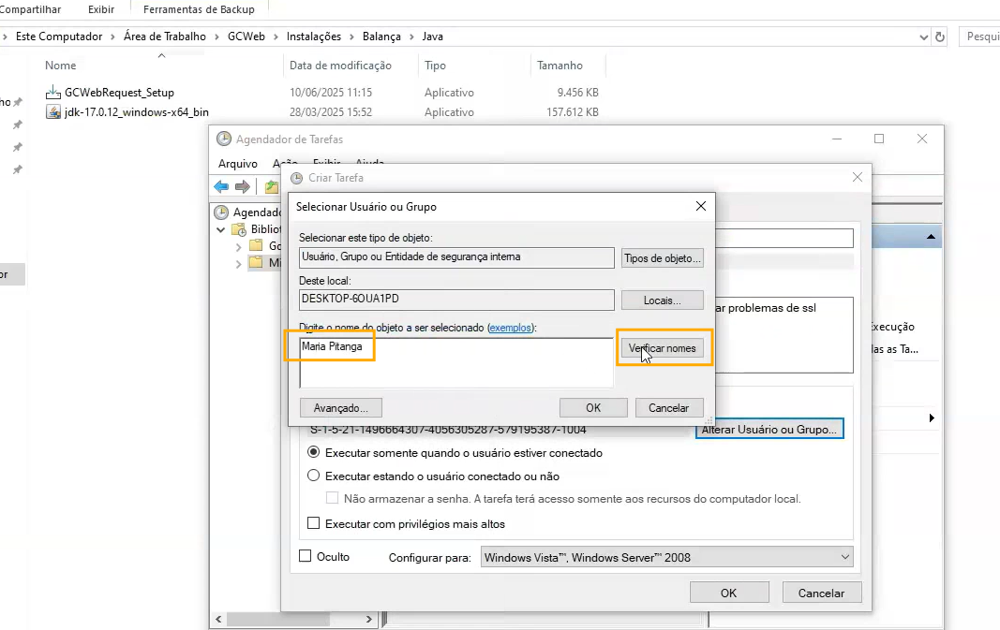 Compartilhar Exibir Ferramentas de Backup
Este Computador > Área de Trabalho > GCWeb > Instalações > Balança > Java
Pesqui
Nome Data de modificação Tipo Tamanho
GCWebRequest_Setup 10/06/2025 11:15 Aplicativo 9.456 KB
jdk-17.0.12_windows-x64_bin 28/03/2025 15:52 Aplicativo 157.612 KB
ho
or
Agendador de Tarefas
Arquivo Ação Exibir Ajuda
Criar Tarefa
Selecionar Usuário ou Grupo
Agendad
Bibliot
Mi
Selecionar este tipo de objeto:
Usuário, Grupo ou Entidade de segurança interna
Tipos de objeto...
Deste local:
DESKTOP-6OUA1PD
Locais...
ar problemas de ssl
Digite o nome do objeto a ser selecionado (exemplos):
Execução
Maria Pitanga
Verificar nomes
las as Ta...
Avançado... OK Cancelar
S-1-5-21-1496664307-4056305287-579195387-1004
Alterar Usuário ou Grupo...
Executar somente quando o usuário estiver conectado
Executar estando o usuário conectado ou não
Não armazenar a senha. A tarefa terá acesso somente aos recursos do computador local.
Executar com privilégios mais altos
Oculto Configurar para: Windows Vista™, Windows Server™ 2008
OK Cancelar